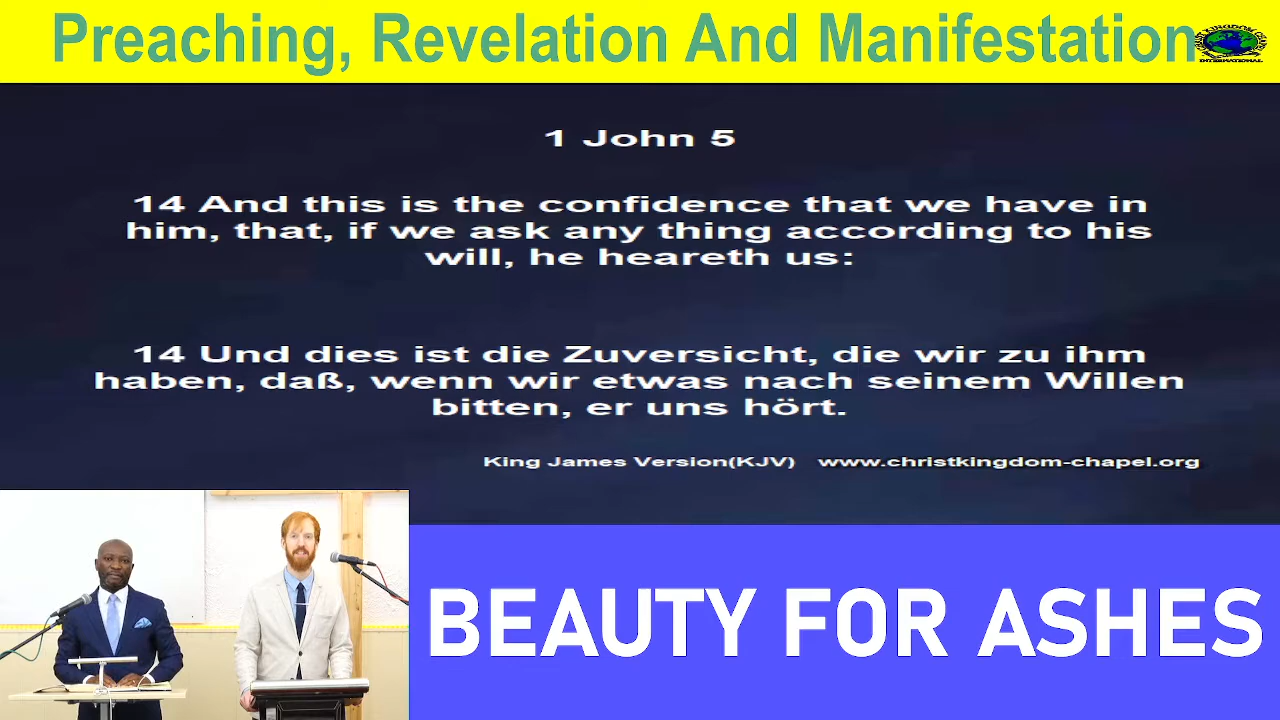 Preaching, Revelation And Manifestation
INTERNATIONAL
1 John 5
14 And this is the confidence that we have in
him, that, if we ask any thing according to his
will, he heareth us:
14 Und dies ist die Zuversicht, die wir zu ihm
haben, daß, wenn wir etwas nach seinem Willen
bitten, er uns hört.
King James Version(KJV) www.christkingdom-chapel.org
BEAUTY FOR ASHES